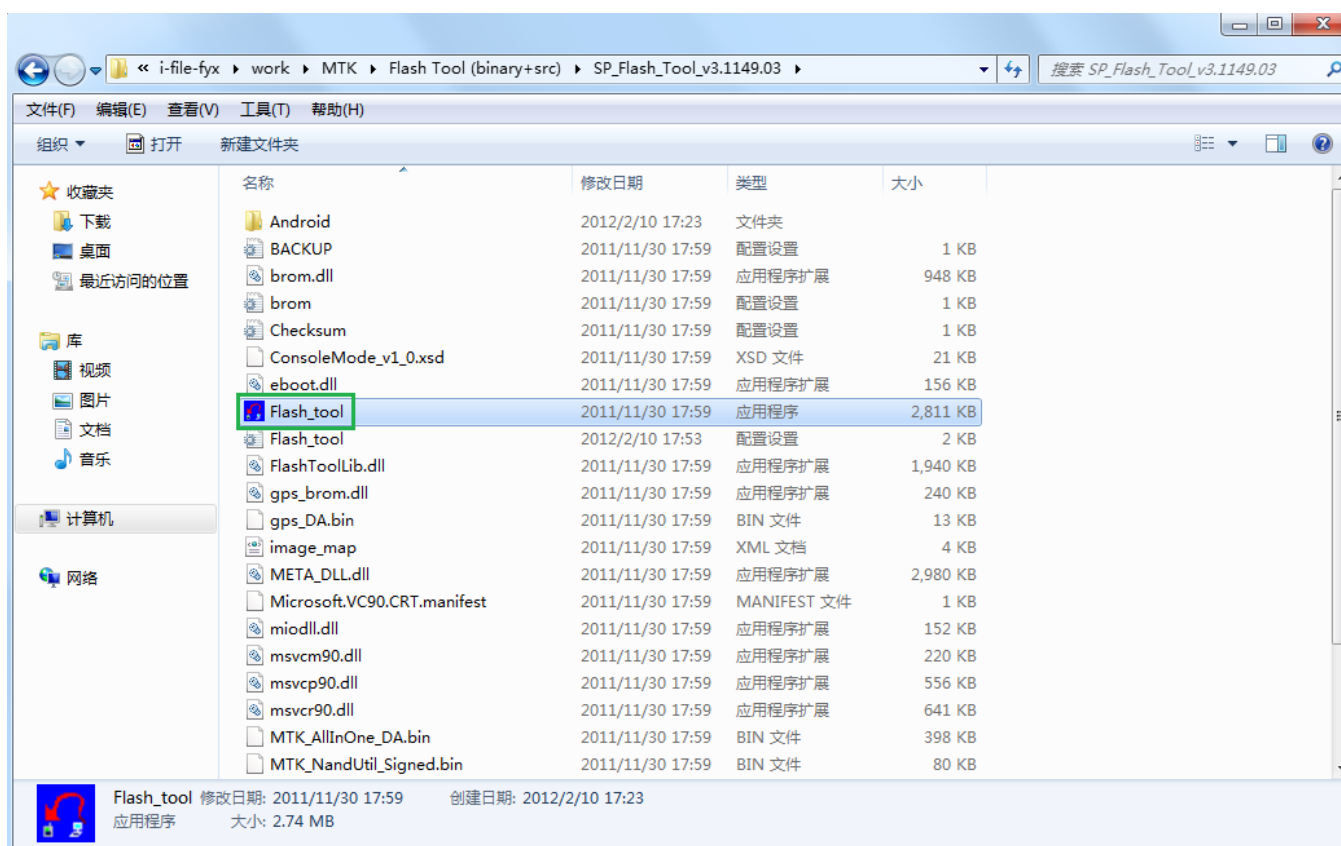 « i-file-fyx ▸ work ▸ MTK ▸ Flash Tool (binary+src) ▸ SP_Flash_Tool_v3.1149.03 ▸ 搜索 SP_Flash_Tool_v3.1149.03
文件(F) 编辑(E) 查看(V) 工具(T) 帮助(H)
组织 打开 新建文件夹
收藏夹
下载
桌面
最近访问的位置
库
视频
图片
文档
音乐
计算机
网络
名称 修改日期 类型 大小
Android 2012/2/10 17:23 文件夹
BACKUP 2011/11/30 17:59 配置设置 1 KB
brom.dll 2011/11/30 17:59 应用程序扩展 948 KB
brom 2011/11/30 17:59 配置设置 1 KB
Checksum 2011/11/30 17:59 配置设置 1 KB
ConsoleMode_v1_0.xsd 2011/11/30 17:59 XSD 文件 21 KB
eboot.dll 2011/11/30 17:59 应用程序扩展 156 KB
Flash_tool 2011/11/30 17:59 应用程序 2,811 KB
Flash_tool 2012/2/10 17:53 配置设置 2 KB
FlashToolLib.dll 2011/11/30 17:59 应用程序扩展 1,940 KB
gps_brom.dll 2011/11/30 17:59 应用程序扩展 240 KB
gps_DA.bin 2011/11/30 17:59 BIN 文件 13 KB
image_map 2011/11/30 17:59 XML 文档 4 KB
META_DLL.dll 2011/11/30 17:59 应用程序扩展 2,980 KB
Microsoft.VC90.CRT.manifest 2011/11/30 17:59 MANIFEST 文件 1 KB
miodll.dll 2011/11/30 17:59 应用程序扩展 152 KB
msvcm90.dll 2011/11/30 17:59 应用程序扩展 220 KB
msvcp90.dll 2011/11/30 17:59 应用程序扩展 556 KB
msvcr90.dll 2011/11/30 17:59 应用程序扩展 641 KB
MTK_AllInOne_DA.bin 2011/11/30 17:59 BIN 文件 398 KB
MTK_NandUtil_Signed.bin 2011/11/30 17:59 BIN 文件 80 KB
Flash_tool 修改日期: 2011/11/30 17:59 创建日期: 2012/2/10 17:23
应用程序 大小: 2.74 MB